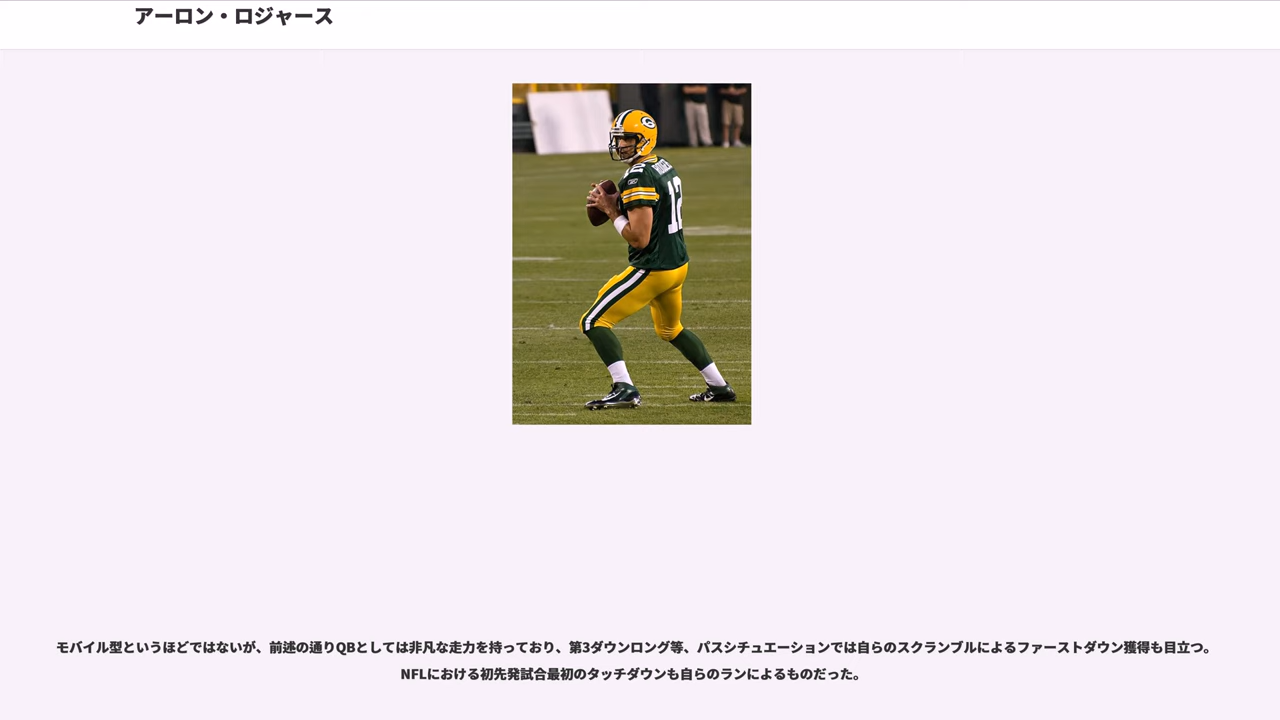 アーロン・ロジャース
12
モバイル型というほどではないが、前述の通りQBとしては非凡な走力を持っており、第3ダウンロング等、パスシチュエーションでは自らのスクランブルによるファーストダウン獲得も目立つ。
NFLにおける初先発試合最初のタッチダウンも自らのランによるものだった。